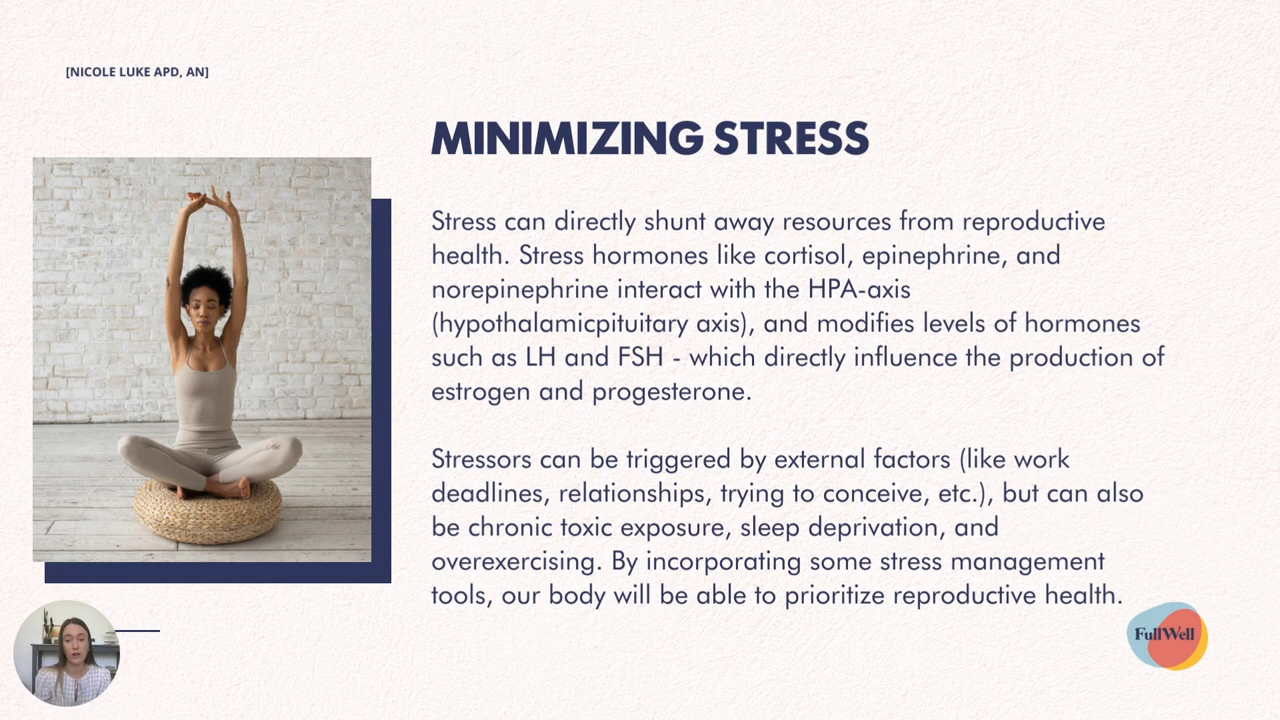 [NICOLE LUKE APD, AN]
MINIMIZING STRESS
Stress can directly shunt away resources from reproductive
health. Stress hormones like cortisol, epinephrine, and
norepinephrine interact with the HPA-axis
(hypothalamicpituitary axis), and modifies levels of hormones
such as LH and FSH - which directly influence the production of
estrogen and progesterone.
Stressors can be triggered by external factors (like work
deadlines, relationships, trying to conceive, etc.), but can also
be chronic toxic exposure, sleep deprivation, and
overexercising. By incorporating some stress management
tools, our body will be able to prioritize reproductive health.
FullWell